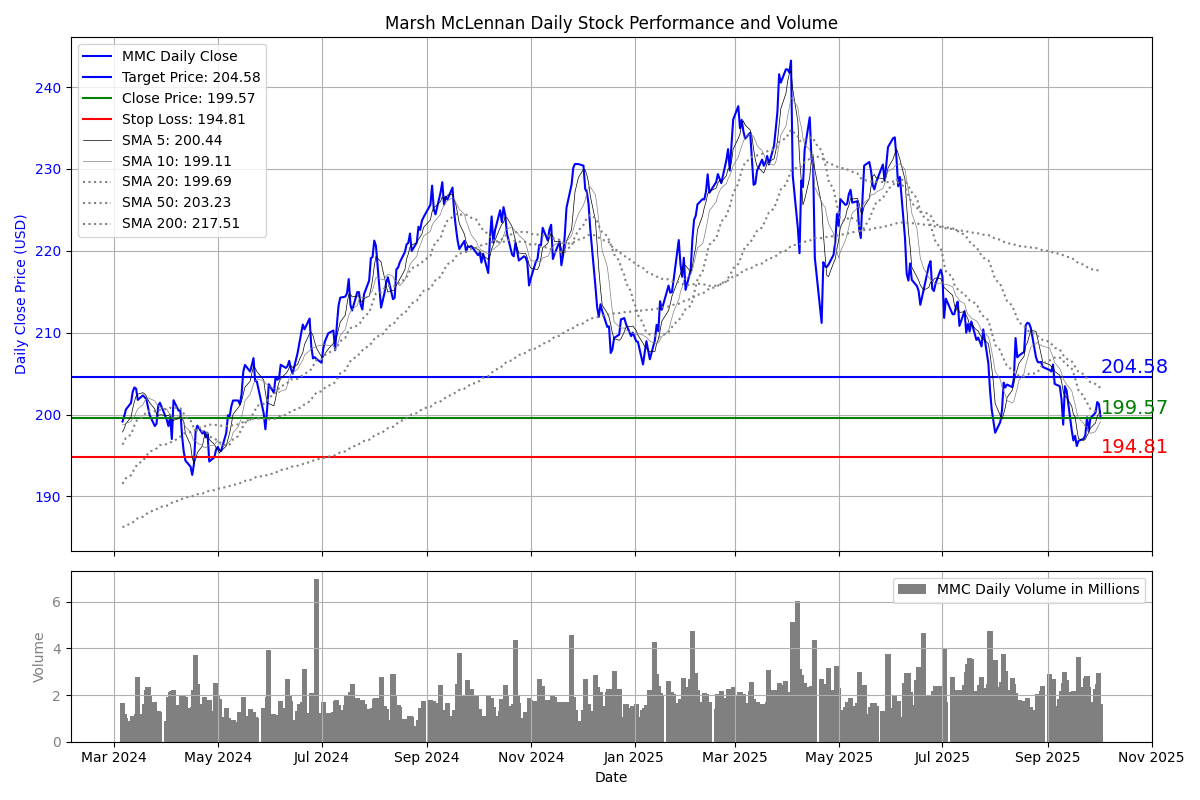 Marsh McLennan Daily Stock Performance and Volume
MMC Daily Close
Target Price: 204.58
Close Price: 199.57
Stop Loss: 194.81
SMA 5: 200.44
SMA 10: 199.11
SMA 20: 199.69
SMA 50: 203.23
SMA 200: 217.51
Daily Close Price (USD)
240
230
220
210
200
190
204.58
199.57
194.81
MMC Daily Volume in Millions
Volume
6
4
2
0
Mar 2024 May 2024 Jul 2024 Sep 2024 Nov 2024 Jan 2025 Mar 2025 May 2025 Jul 2025 Sep 2025 Nov 2025
Date